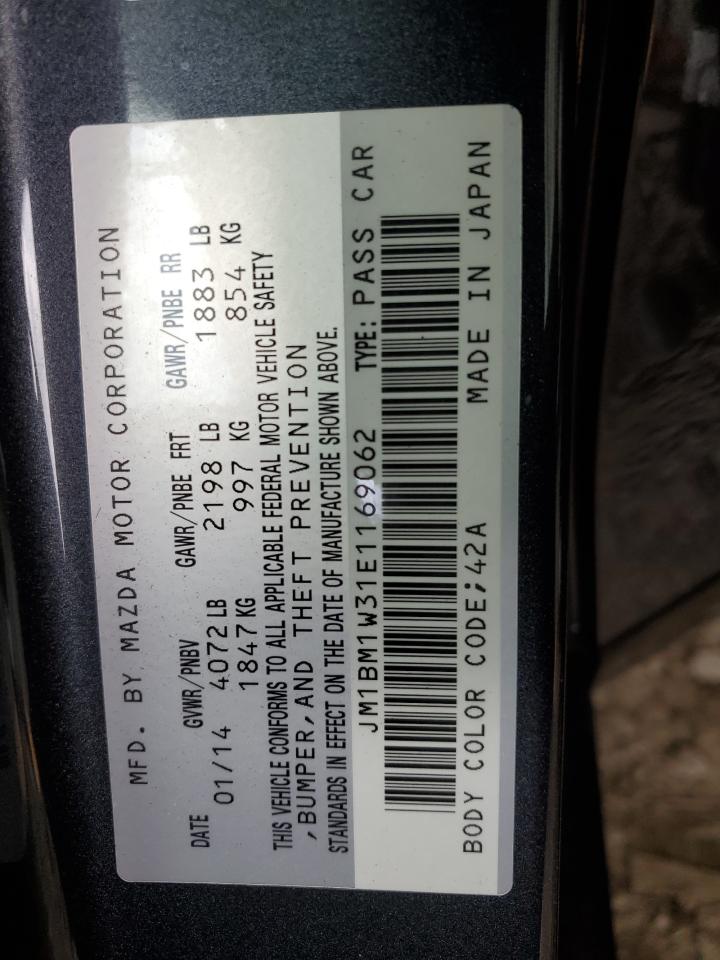 MFD. BY MAZDA MOTOR CORPORATION
DATE GVWR/PNBV GAWR/PNBE FRT GAWR/PNBE RR
01/14 4072 LB 2198 LB 1883 LB
1847 KG 997 KG 854 KG
THIS VEHICLE CONFORMS TO ALL APPLICABLE FEDERAL MOTOR VEHICLE SAFETY
,BUMPER,AND THEFT PREVENTION
STANDARDS IN EFFECT ON THE DATE OF MANUFACTURE SHOWN ABOVE.
JM1BM1W31E1169062 TYPE: PASS CAR
BODY COLOR CODE;42A MADE IN JAPAN